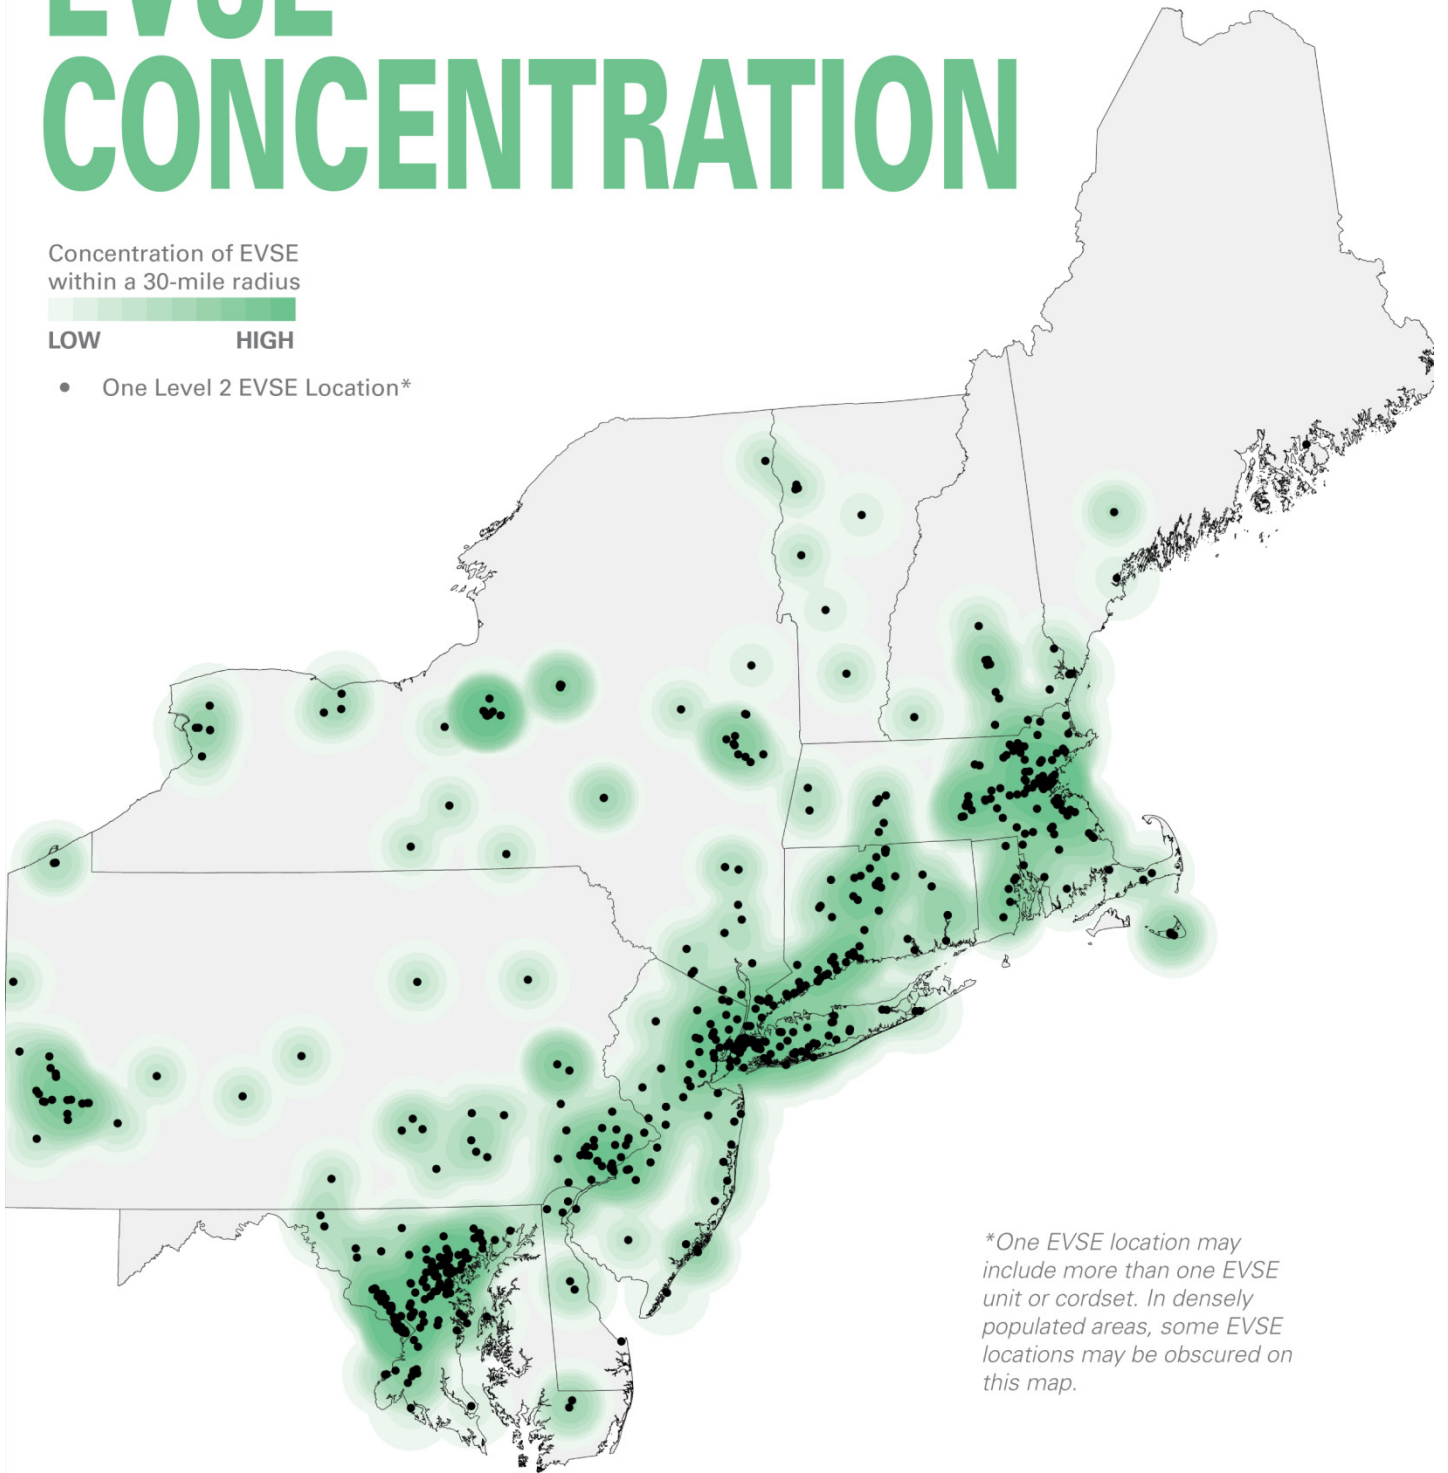 EVSE
CONCENTRATION
Concentration of EVSE
within a 30-mile radius
LOW HIGH
One Level 2 EVSE Location*
*One EVSE location may
include more than one EVSE
unit or cordset. In densely
populated areas, some EVSE
locations may be obscured on
this map.